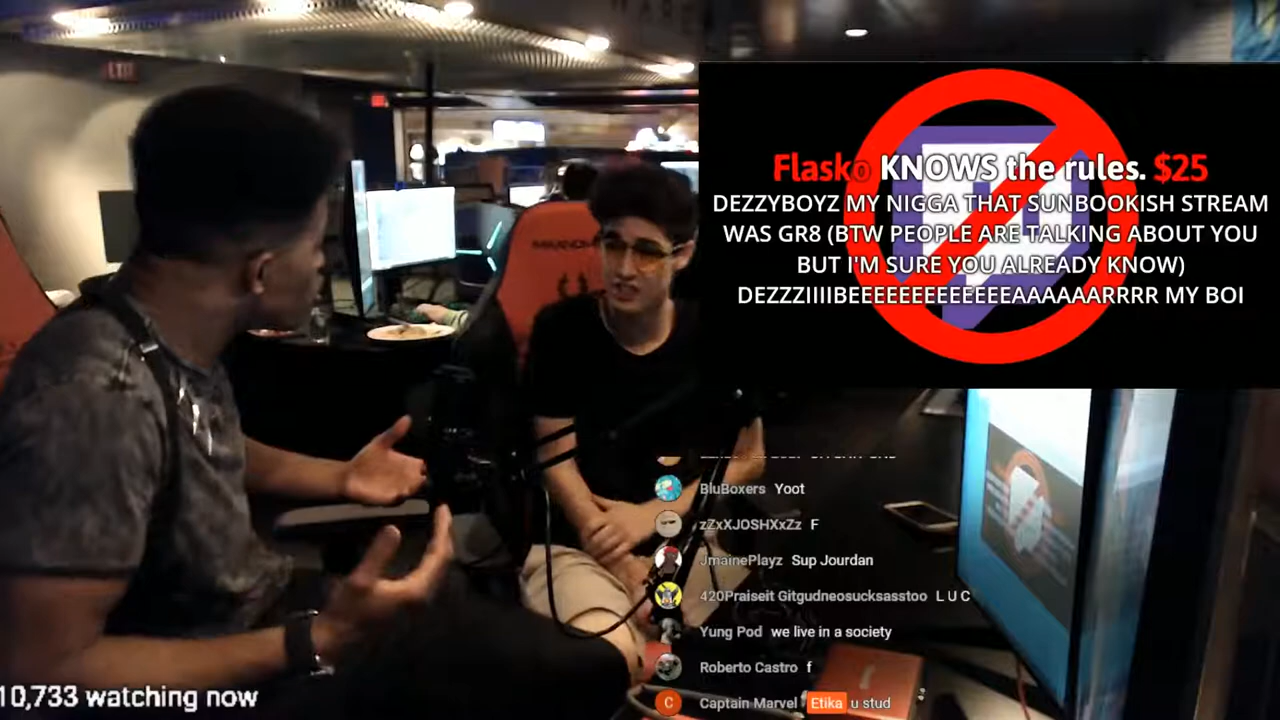 EXIT
Flasko KNOWS the rules. $25
DEZZYBOYZ MY NIGGA THAT SUNBOOKISH STREAM
WAS GR8 (BTW PEOPLE ARE TALKING ABOUT YOU
BUT I'M SURE YOU ALREADY KNOW)
DEZZZIIIIBEEEEEEEEEEEEEAAAAAARRRR MY BOI
BluBoxers Yoot
zZxXJOSHXxZz F
JmainePlayz Sup Jourdan
420Praiseit Gitgudneosucksasstoo L U C
Yung Pod we live in a society
Roberto Castro f
C Captain Marvel Etika u stud
10,733 watching now